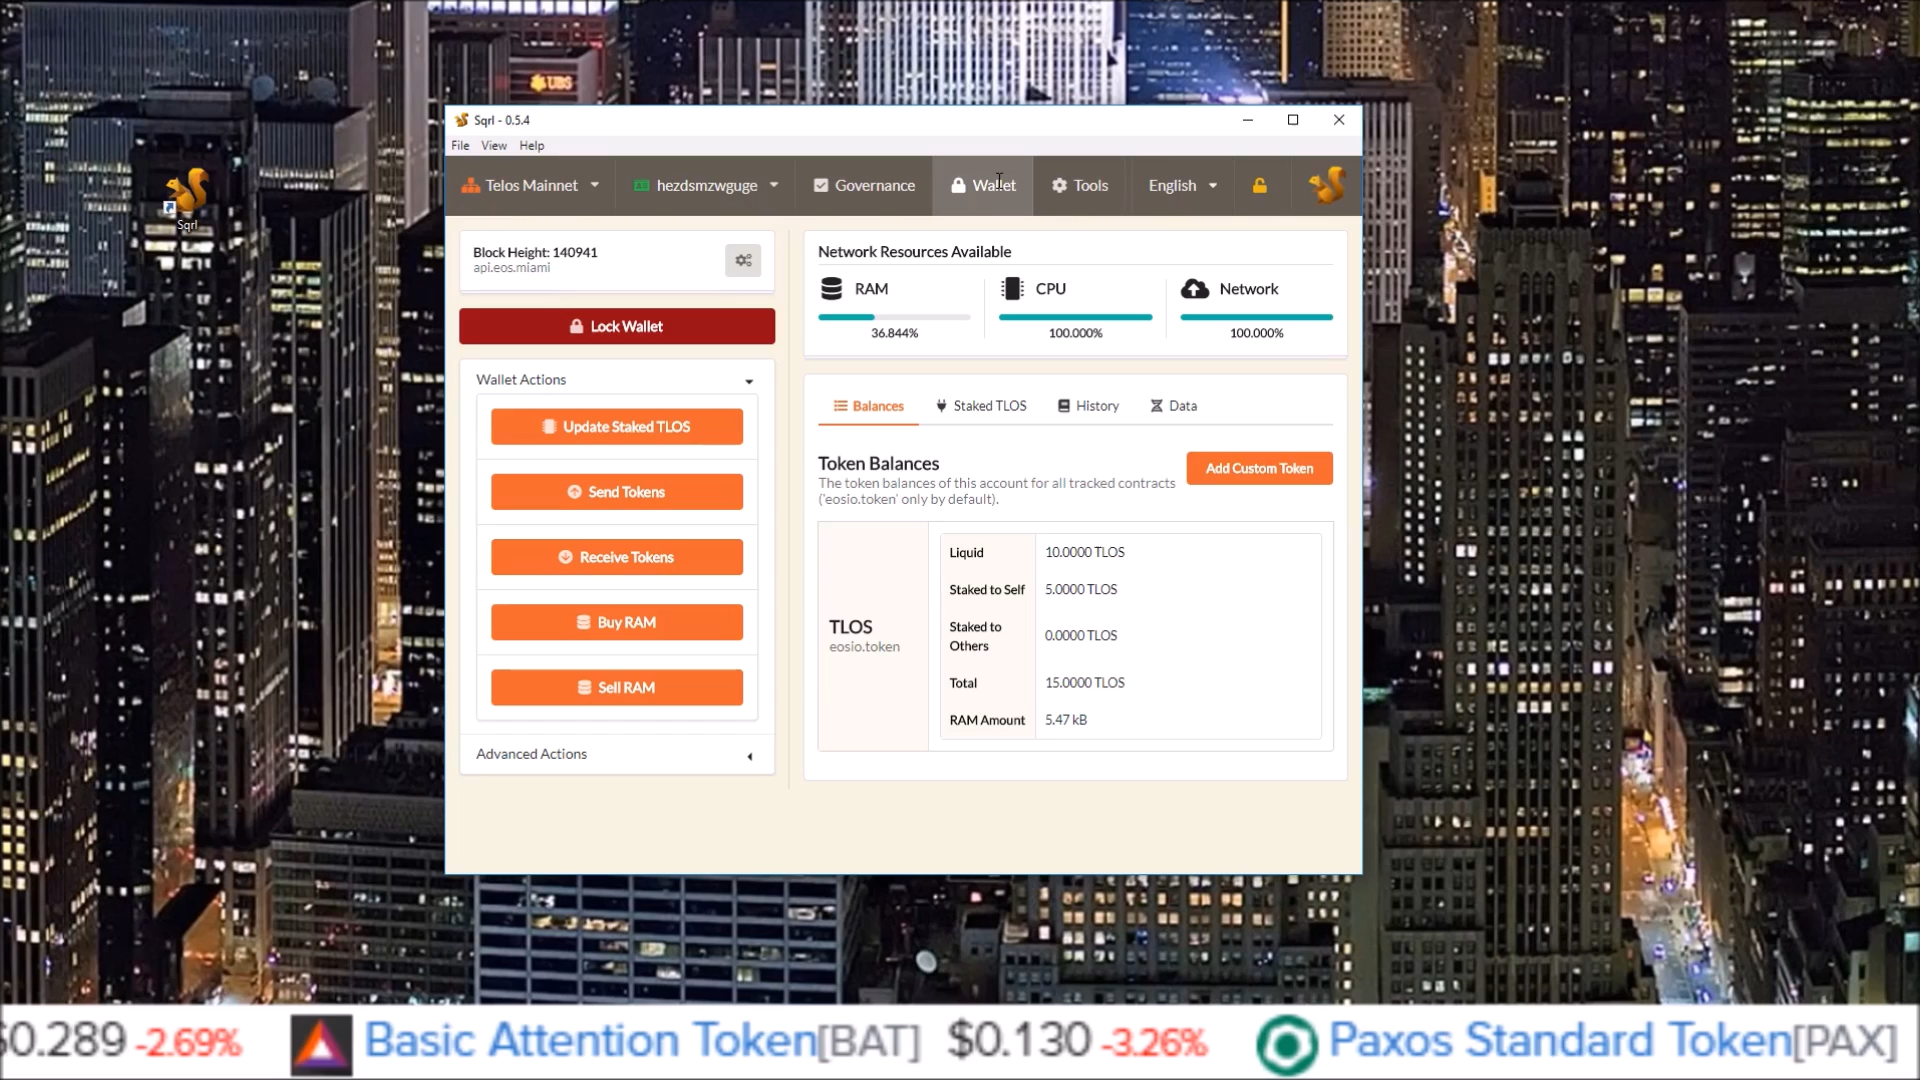 UBS
Sqrl
Sqrl - 0.5.4
File View Help
Telos Mainnet hezdsmzwguge Governance Wallet Tools English
Block Height: 140941
api.eos.miami
Lock Wallet
Wallet Actions
Update Staked TLOS
Send Tokens
Receive Tokens
Buy RAM
Sell RAM
Advanced Actions
Network Resources Available
RAM CPU Network
36.844% 100.000% 100.000%
Balances Staked TLOS History Data
Token Balances
The token balances of this account for all tracked contracts
('eosio.token' only by default).
Add Custom Token
TLOS
eosio.token
Liquid 10.0000 TLOS
Staked to Self 5.0000 TLOS
Staked to
Others
0.0000 TLOS
Total 15.0000 TLOS
RAM Amount 5.47 kB
$0.289 -2.69% Basic Attention Token[BAT] $0.130 -3.26% Paxos Standard Token[PAX]